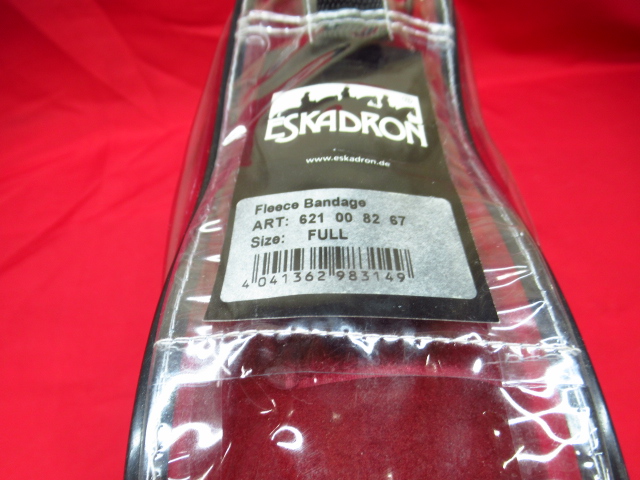 ESKADRON
www.eskadron.de
Fleece Bandage
ART: 621 00 82 67
Size: FULL
4 041362 983149